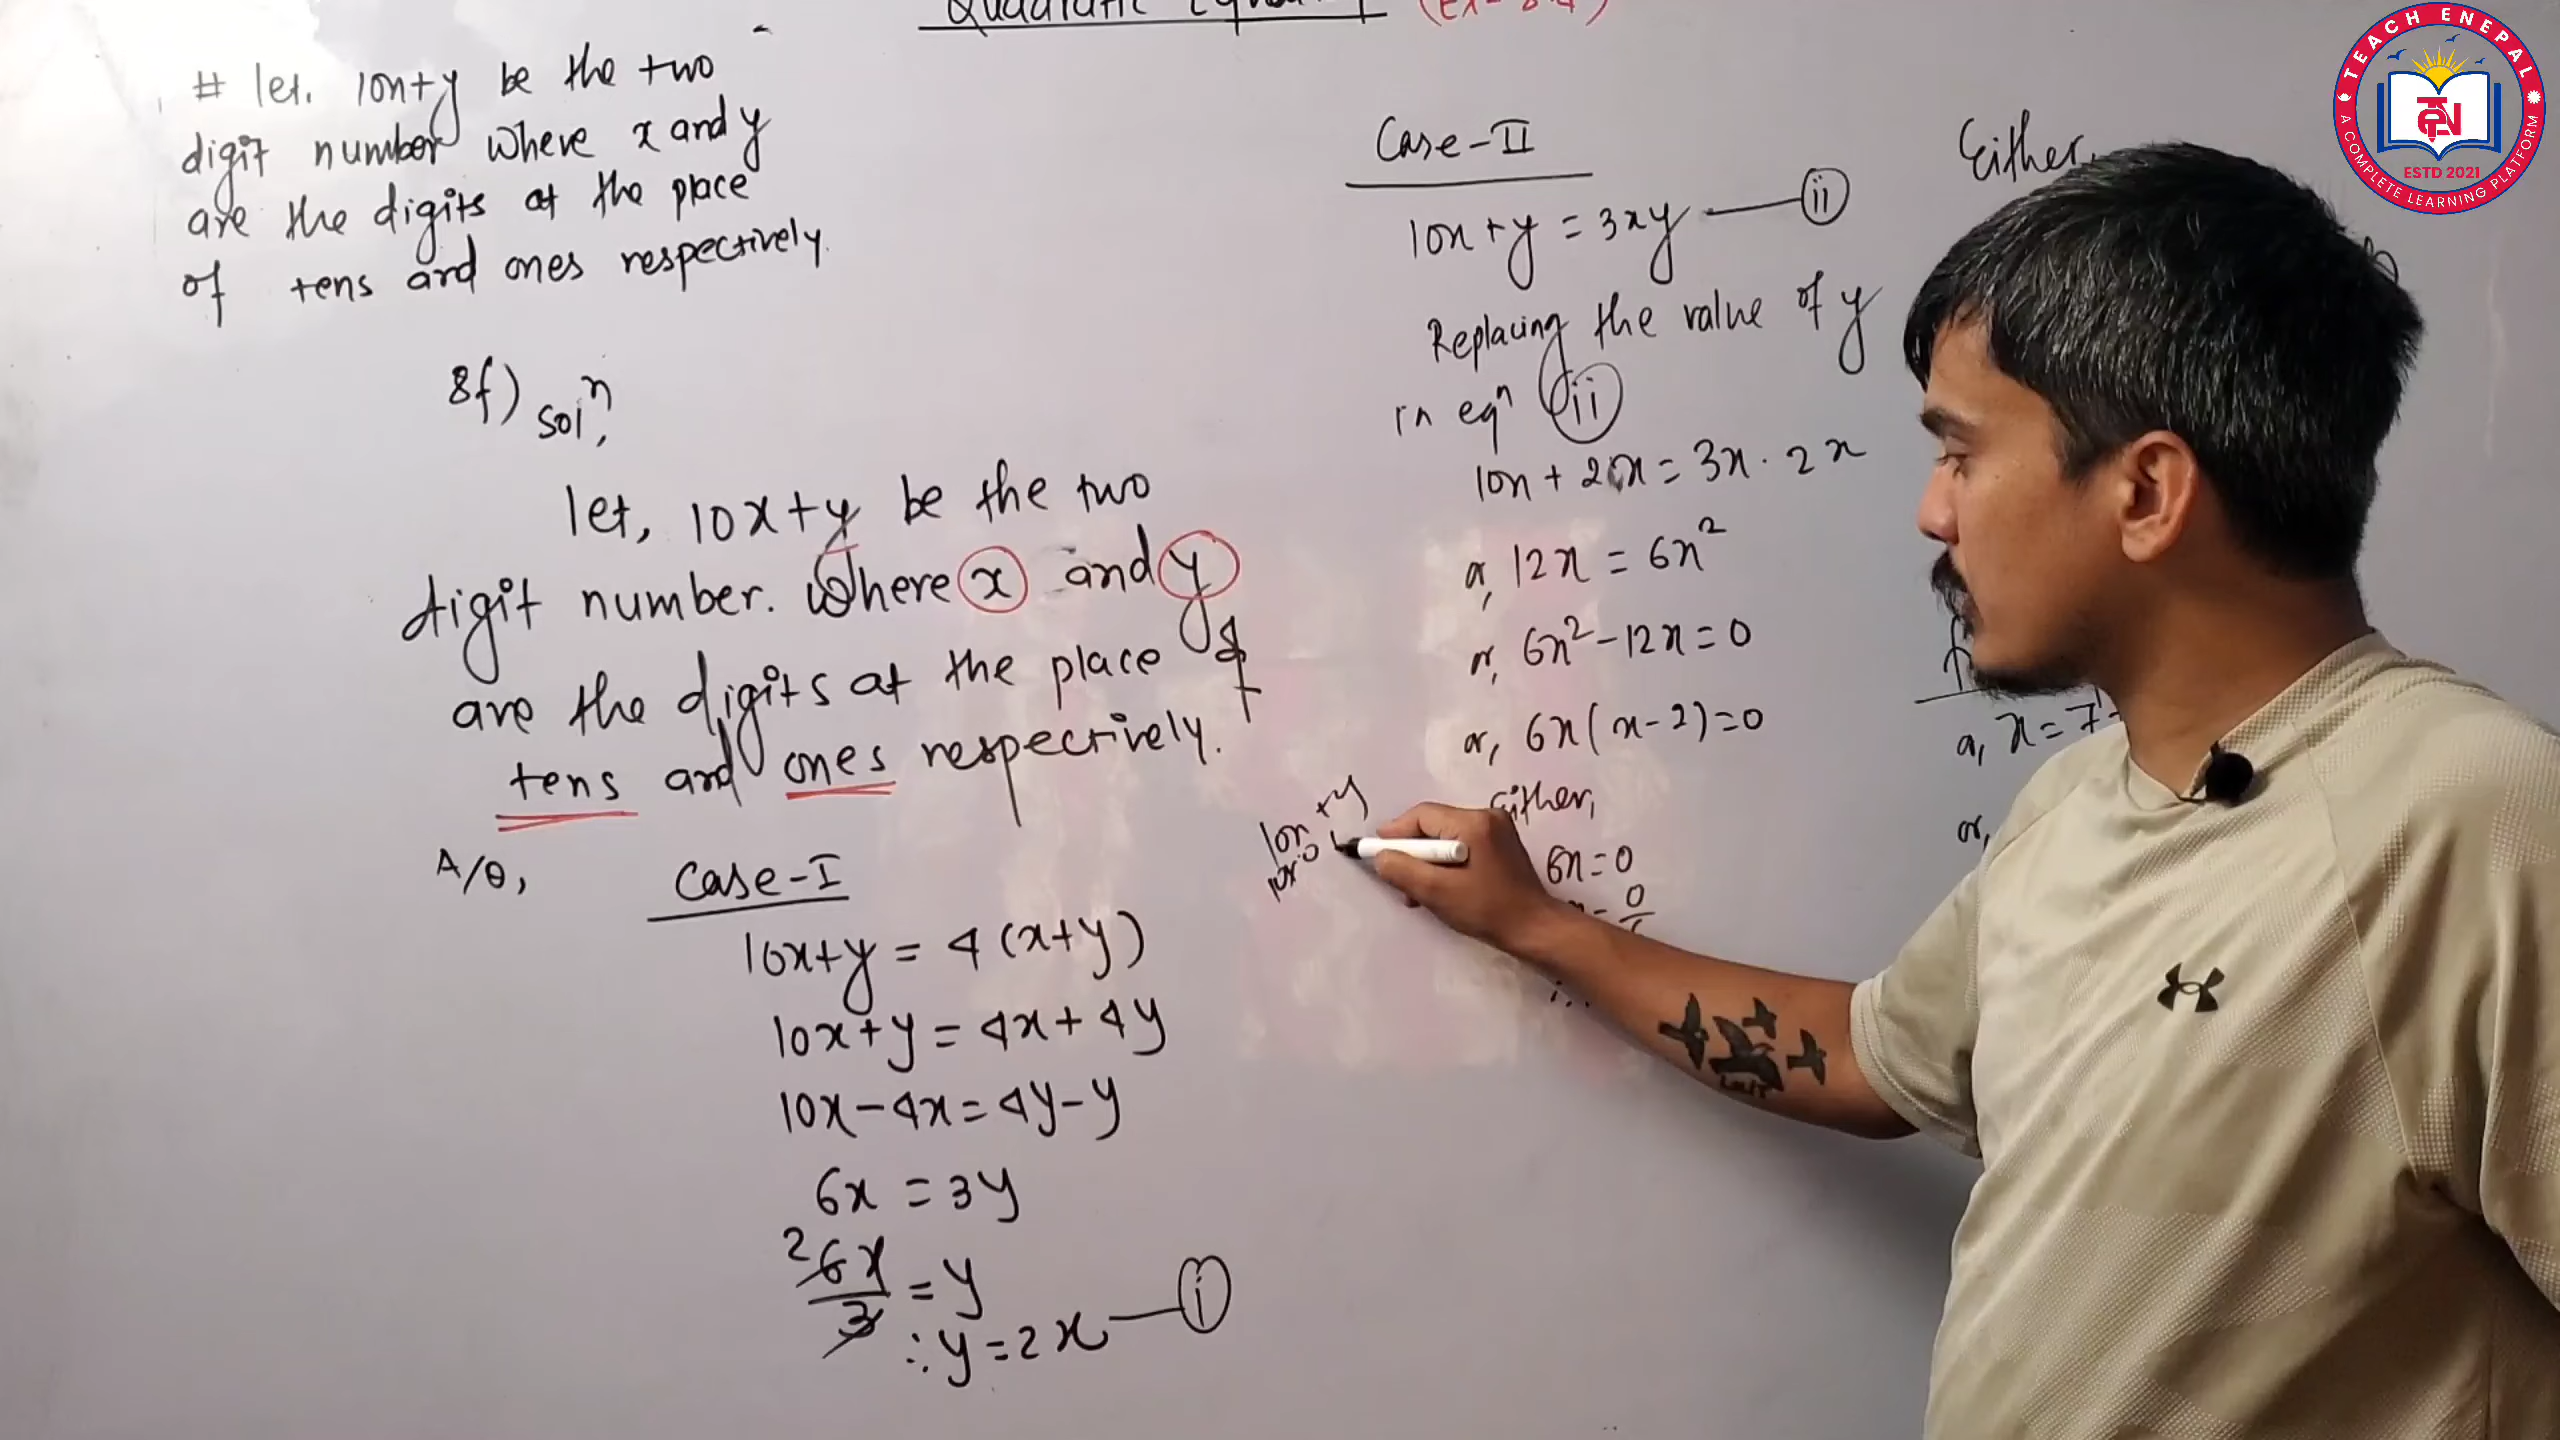 # let. 10x+y be the two
digit number where x and y
are the digits at the place
of tens and ones respectively.
8f) solⁿ,
let, 10x+y be the two
digit number. Where x and y
are the digits at the place of
tens and ones respectively.
A/Q,
Case-I
10x+y = 4(x+y)
10x+y = 4x+4y
10x-4x=4y-y
6x = 3y
2 6x/3 = y
∴ y=2x — (i)
Case-II
10x+y = 3xy — (ii)
Replacing the value of y
in eqⁿ (ii)
10x + 2x = 3x . 2x
or, 12x = 6x²
or, 6x²-12x=0
or, 6x(x-2)=0
Either,
6x=0
∴
10x+y
10x0
Either,
or, x=7
or,
TEACH ENEPAL
A COMPLETE LEARNING PLATFORM
ESTD 2021